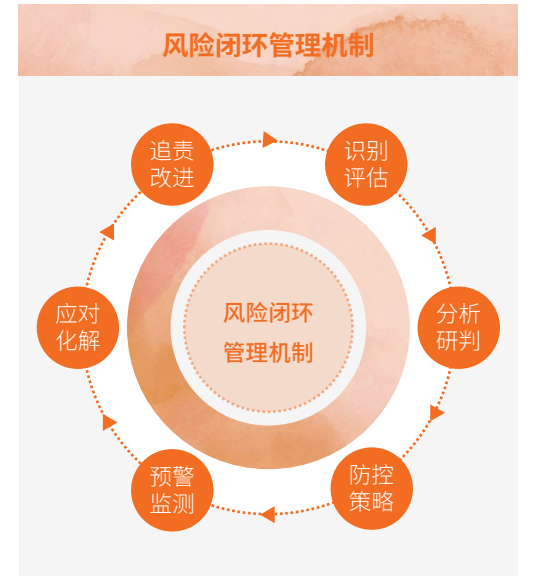 风险闭环管理机制
追责
改进
识别
评估
应对
化解
风险闭环
管理机制
分析
研判
预警
监测
防控
策略